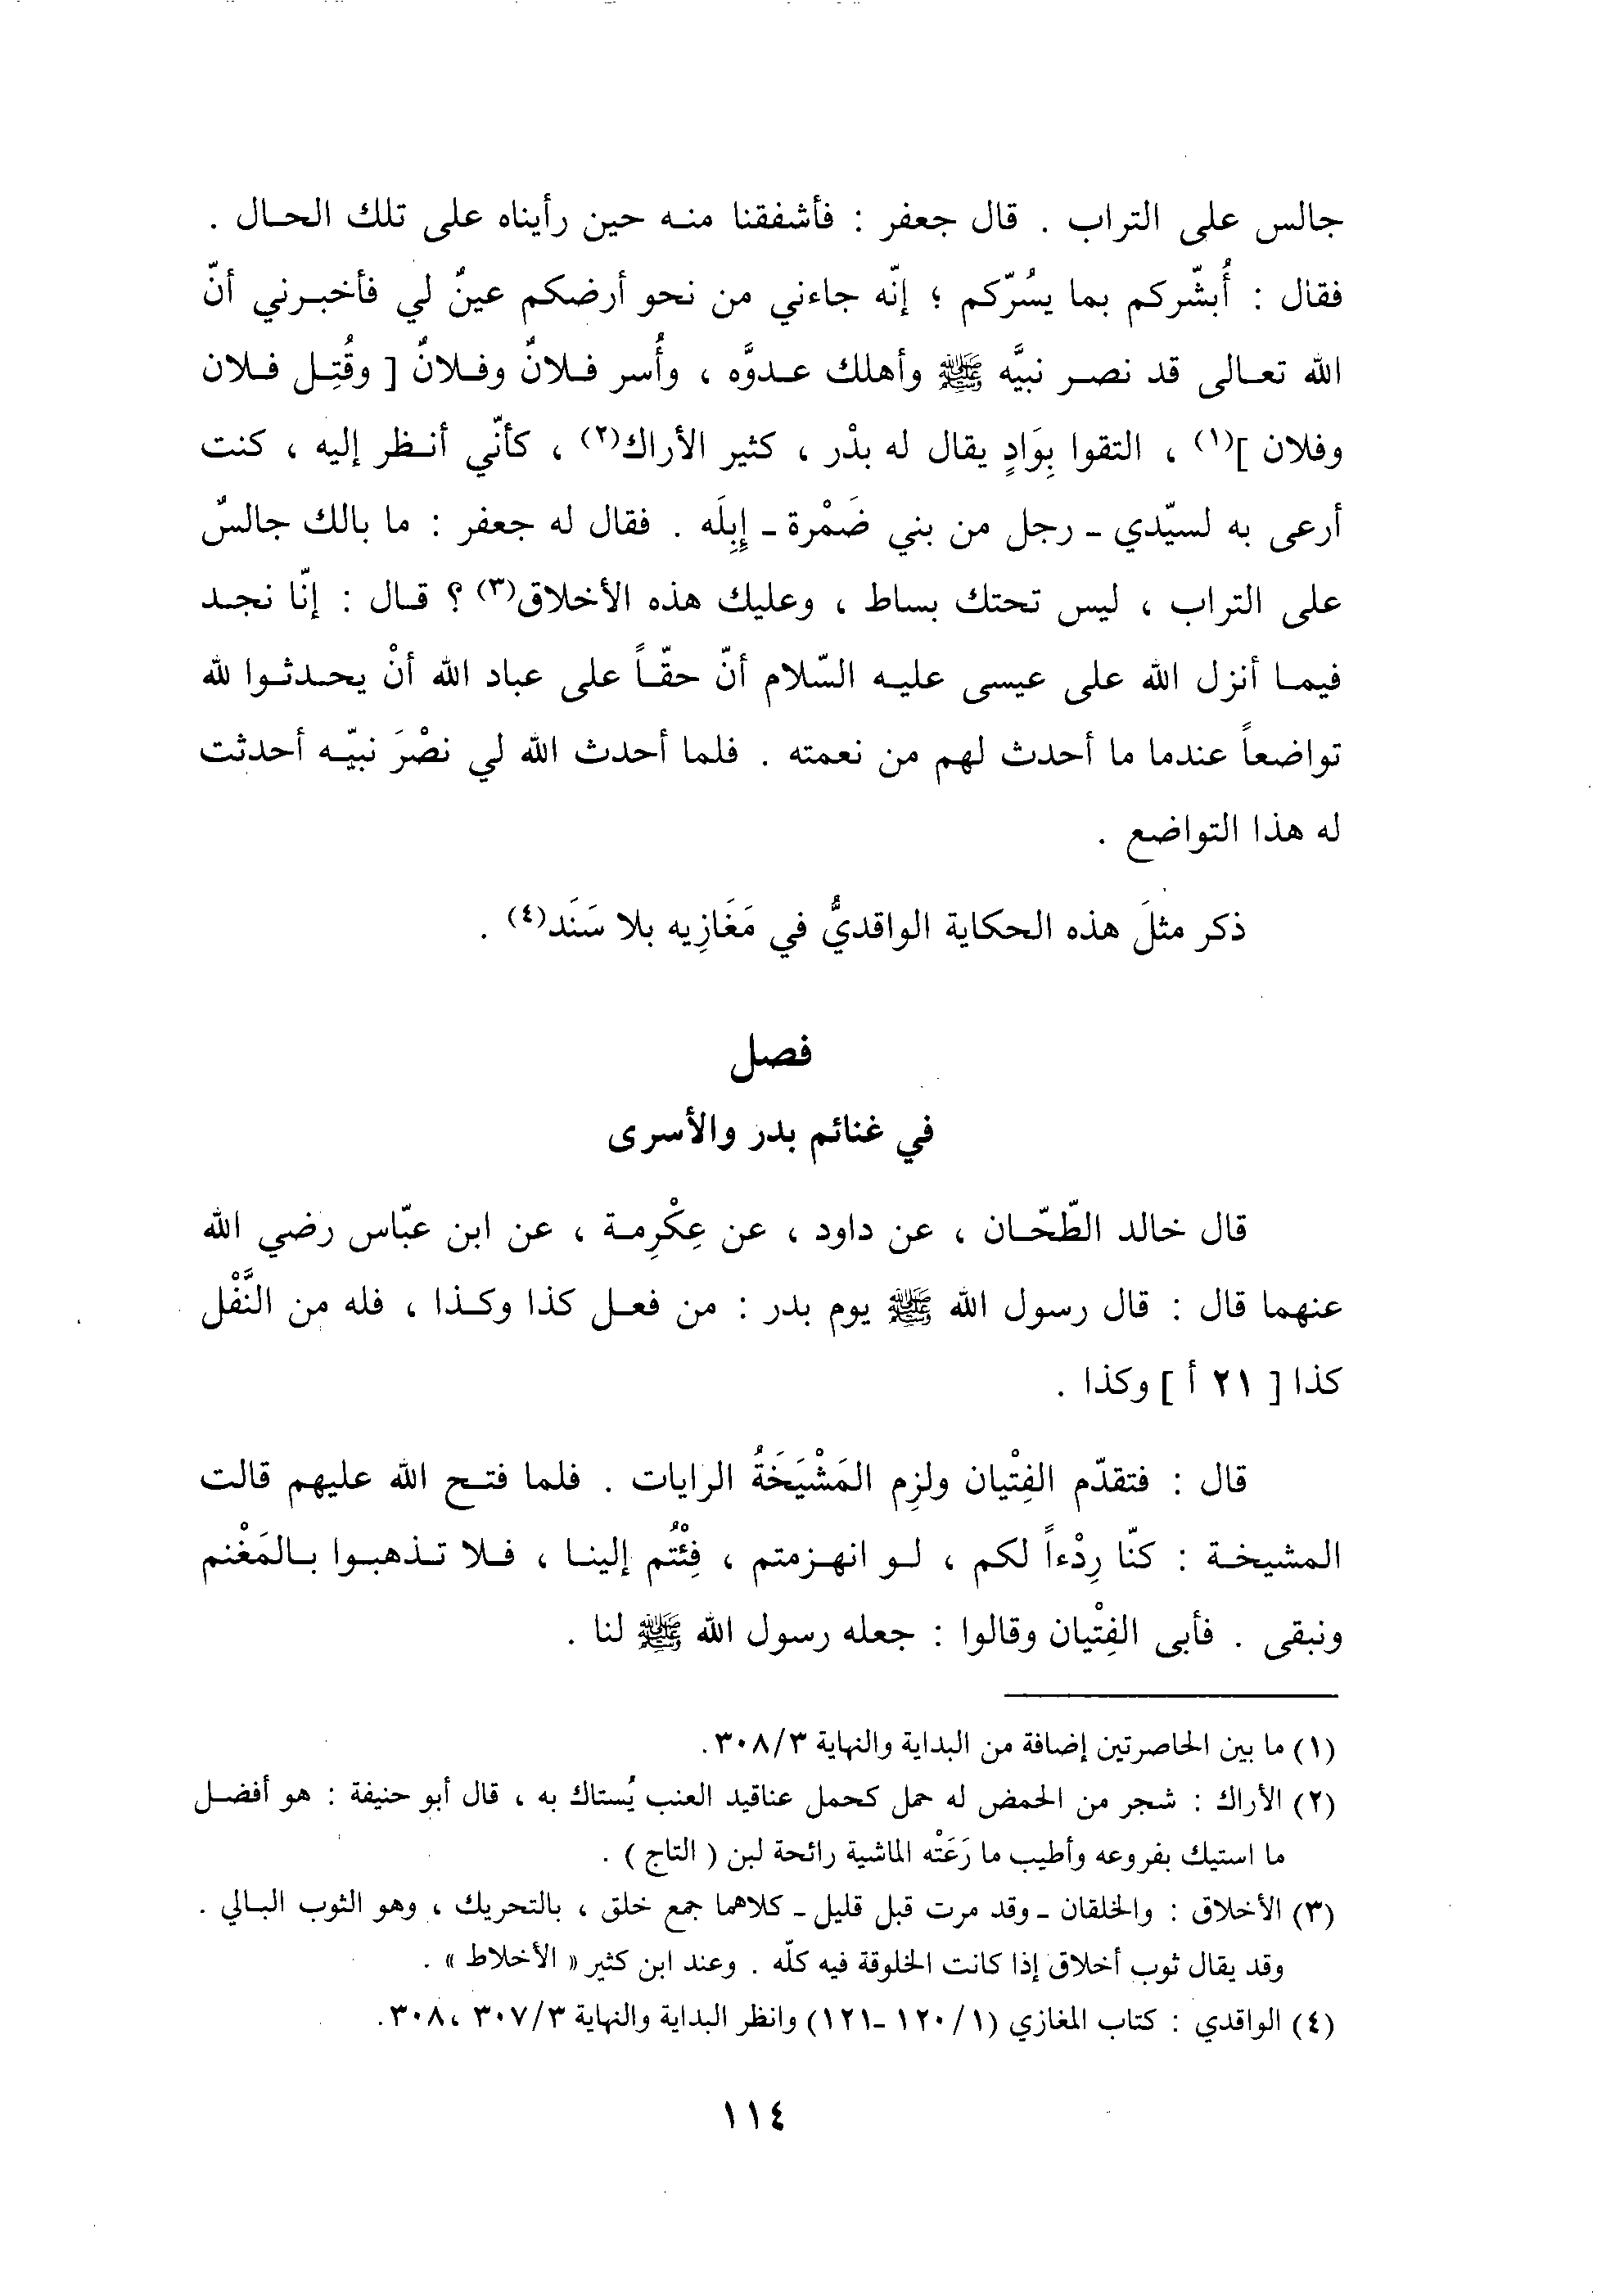 جالس على التراب . قال جعفر : فأشفقنا منه حين رأيناه على تلك الحال .
فقال : أُبشّركم بما يسُرّكم ؛ إنّه جاءني من نحو أرضكم عينٌ لي فأخبرني أنّ
الله تعالى قد نصر نبيَّه ﷺ وأهلك عدوَّه ، وأُسر فلانٌ وفلانٌ [ وقُتِل فلان
وفلان ](١) ، التقوا بِوَادٍ يقال له بدْر ، كثير الأراك(٢) ، كأنّي أنظر إليه ، كنت
أرعى به لسيّدي ـ رجل من بني ضَمْرة ـ إِبِلَه . فقال له جعفر : ما بالك جالسٌ
على التراب ، ليس تحتك بساط ، وعليك هذه الأخلاق(٣) ؟ قال : إنّا نجد
فيما أنزل الله على عيسى عليه السّلام أنّ حقّاً على عباد الله أنْ يحدثوا لله
تواضعاً عندما ما أحدث لهم من نعمته . فلما أحدث الله لي نصْرَ نبيّه أحدثت
له هذا التواضع .
ذكر مثلَ هذه الحكاية الواقديُّ في مَغَازِيه بلا سَنَد(٤) .
فصل
في غنائم بدر والأسرى
قال خالد الطّحّان ، عن داود ، عن عِكْرِمة ، عن ابن عبّاس رضي الله
عنهما قال : قال رسول الله ﷺ يوم بدر : من فعل كذا وكذا ، فله من النَّفْل
كذا [ ٢١ أ ] وكذا .
قال : فتقدّم الفِتْيان ولزِم المَشْيَخَةُ الرايات . فلما فتح الله عليهم قالت
المشيخة : كنّا رِدْءاً لكم ، لو انهزمتم ، فِئْتُم إلينا ، فلا تذهبوا بالمَغْنم
ونبقى . فأبى الفِتْيان وقالوا : جعله رسول الله ﷺ لنا .
(١) ما بين الحاصرتين إضافة من البداية والنهاية ٣٠٨/٣.
(٢) الأراك : شجر من الحمض له حمل كحمل عناقيد العنب يُستاك به ، قال أبو حنيفة : هو أفضل
ما استيك بفروعه وأطيب ما رَعَتْه الماشية رائحة لبن ( التاج ) .
(٣) الأخلاق : والخلقان ـ وقد مرت قبل قليل ـ كلاهما جمع خلق ، بالتحريك ، وهو الثوب البالي .
وقد يقال ثوب أخلاق إذا كانت الخلوقة فيه كلّه . وعند ابن كثير « الأخلاط » .
(٤) الواقدي : كتاب المغازي (١/ ١٢٠ ـ ١٢١) وانظر البداية والنهاية ٣٠٧/٣ ،٣٠٨.
١١٤